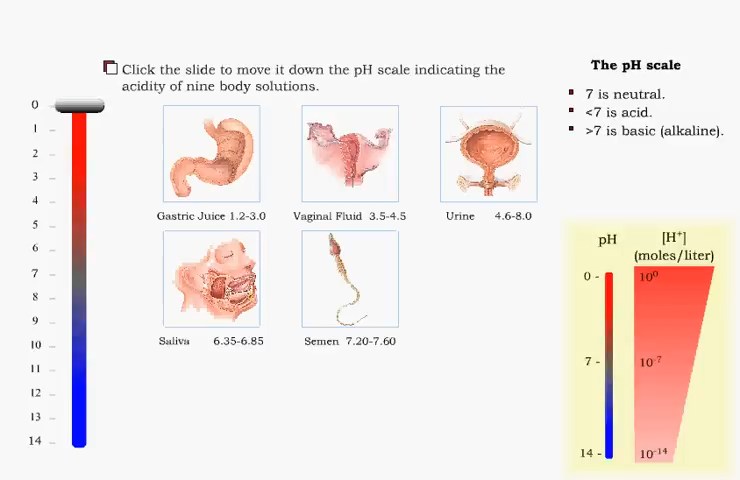 Click the slide to move it down the pH scale indicating the
acidity of nine body solutions.
The pH scale
7 is neutral.
<7 is acid.
>7 is basic (alkaline).
0
1
2
3
4
5
6
7
8
9
10
11
12
13
14
Gastric Juice 1.2-3.0
Vaginal Fluid 3.5-4.5
Urine 4.6-8.0
Saliva 6.35-6.85
Semen 7.20-7.60
pH
[H⁺]
(moles/liter)
0 -
10⁰
7 -
10⁻⁷
14 -
10⁻¹⁴